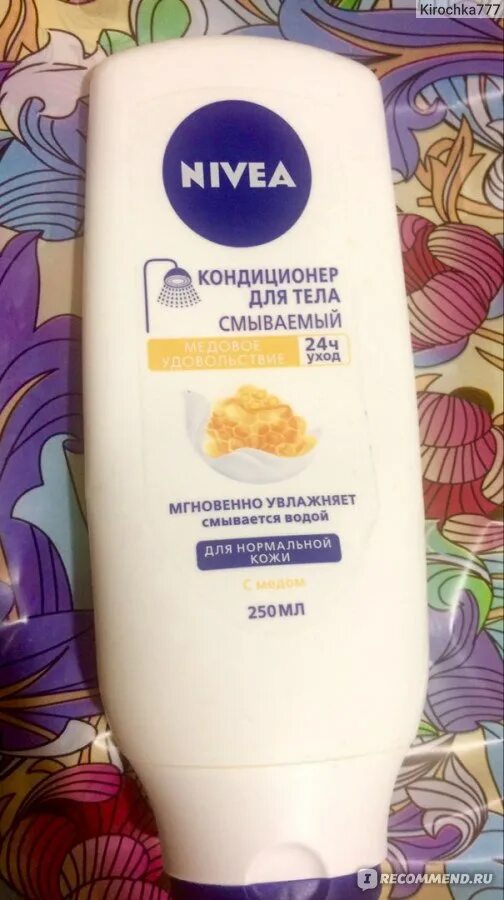 Kirochka777
NIVEA
КОНДИЦИОНЕР
ДЛЯ ТЕЛА
СМЫВАЕМЫЙ
МЕДОВОЕ
УДОВОЛЬСТВИЕ
24ч
уход
МГНОВЕННО УВЛАЖНЯЕТ
смывается водой
ДЛЯ НОРМАЛЬНОЙ
КОЖИ
С медом
250МЛ
I RECOMMEND.RU